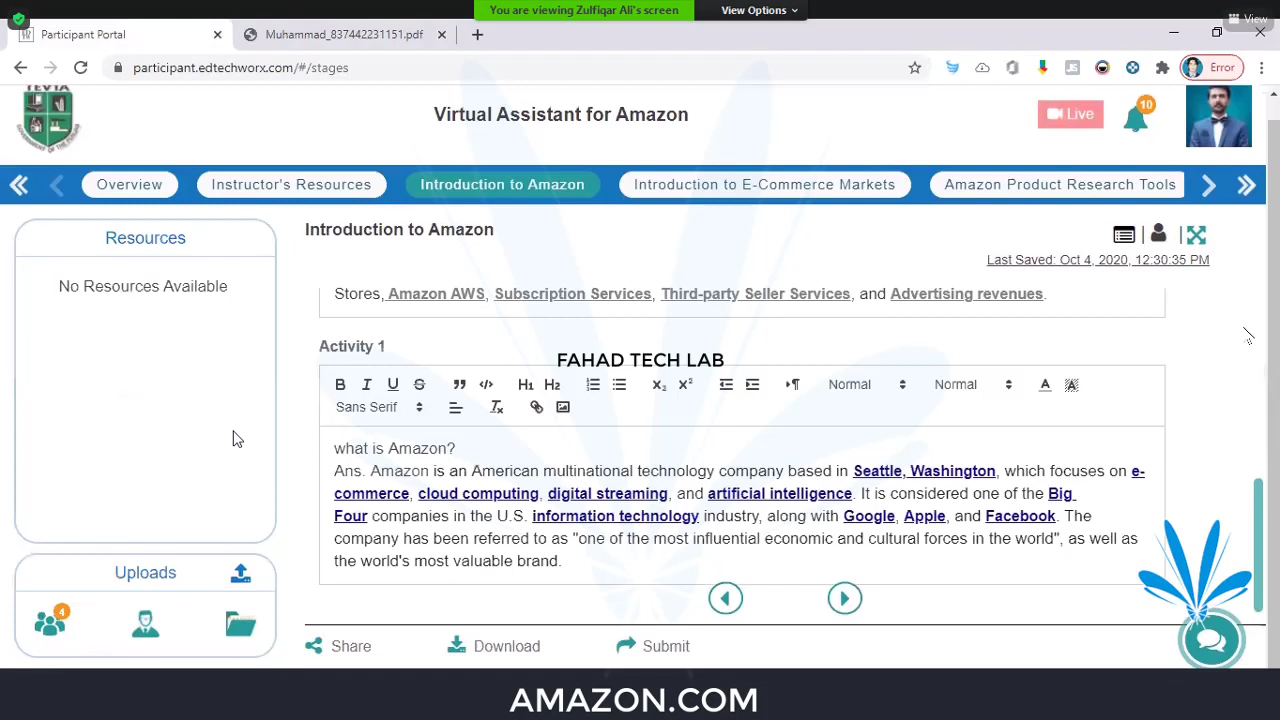 You are viewing Zulfiqar Ali's screen
View Options
View
Participant Portal
Muhammad_837442231151.pdf
participant.edtechworx.com/#/stages
Error
TEVTA
Virtual Assistant for Amazon
Live
10
Overview
Instructor's Resources
Introduction to Amazon
Introduction to E-Commerce Markets
Amazon Product Research Tools
Resources
No Resources Available
Introduction to Amazon
Last Saved: Oct 4, 2020, 12:30:35 PM
Stores, Amazon AWS, Subscription Services, Third-party Seller Services, and Advertising revenues.
Activity 1
FAHAD TECH LAB
B I U S H1 H2 X2 X2 Normal Normal A A
Sans Serif
what is Amazon?
Ans. Amazon is an American multinational technology company based in Seattle, Washington, which focuses on e-
commerce, cloud computing, digital streaming, and artificial intelligence. It is considered one of the Big
Four companies in the U.S. information technology industry, along with Google, Apple, and Facebook. The
company has been referred to as "one of the most influential economic and cultural forces in the world", as well as
the world's most valuable brand.
Uploads
4
Share
Download
Submit
AMAZON.COM